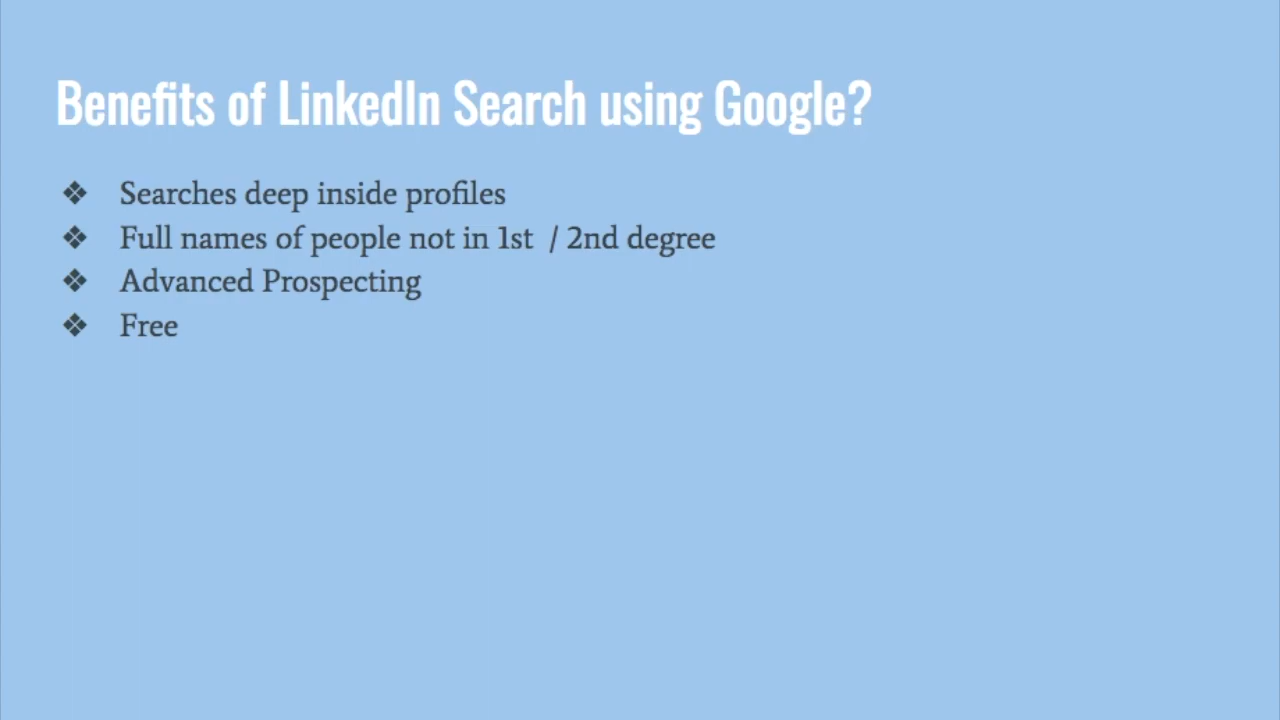 Benefits of LinkedIn Search using Google?
❖ Searches deep inside profiles
❖ Full names of people not in 1st / 2nd degree
❖ Advanced Prospecting
❖ Free